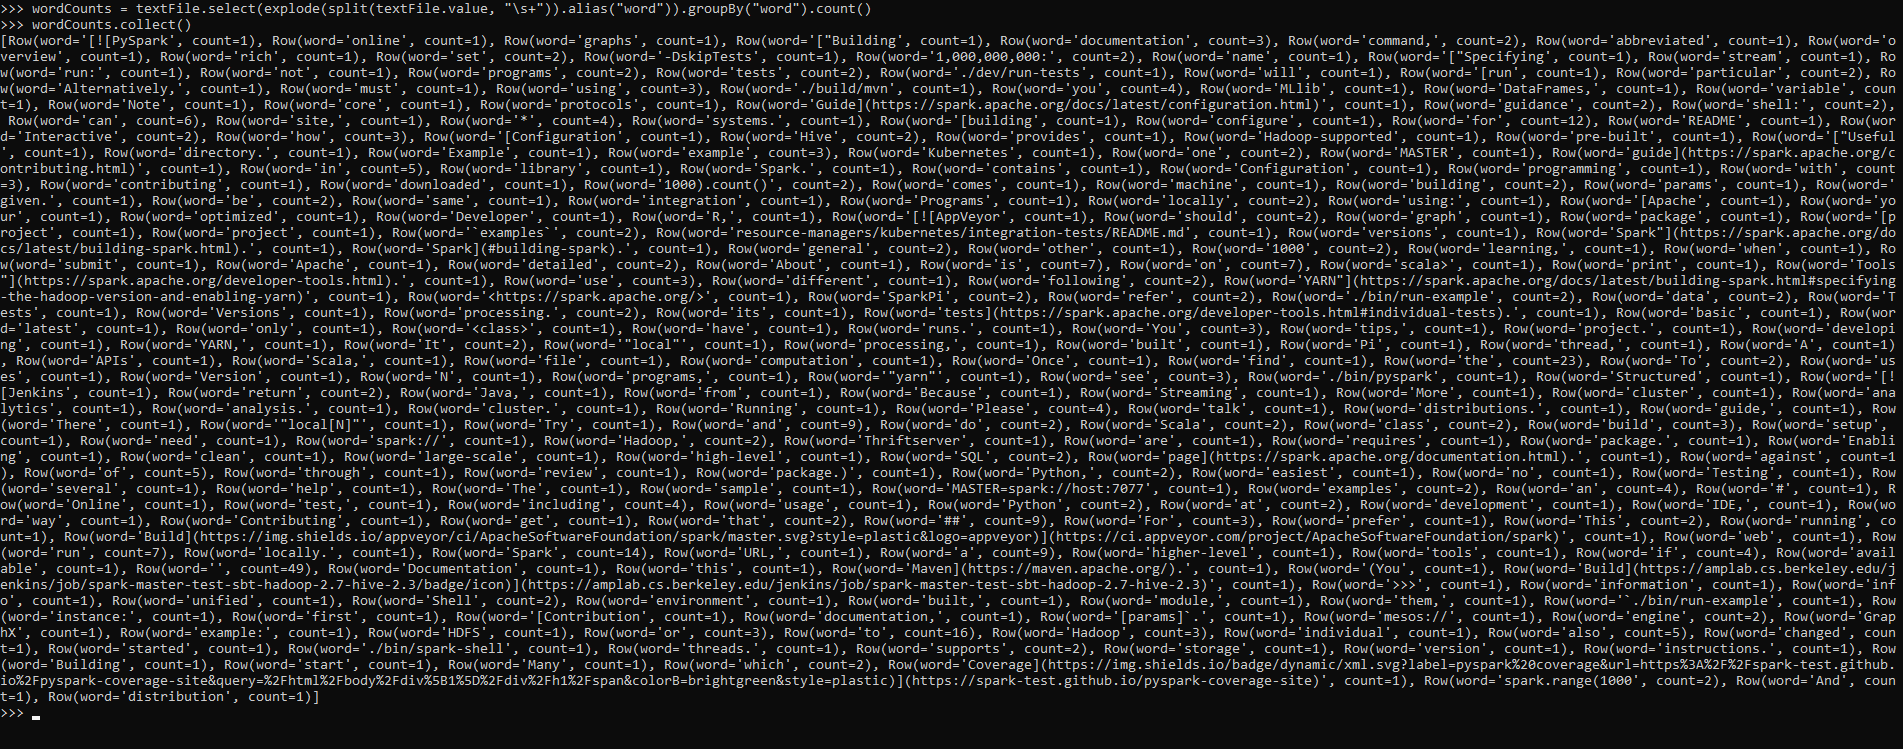 >>> wordCounts = textFile.select(explode(split(textFile.value, "\s+")).alias("word")).groupBy("word").count()
>>> wordCounts.collect()
[Row(word='[![PySpark', count=1), Row(word='online', count=1), Row(word='graphs', count=1), Row(word='["Building', count=1), Row(word='documentation', count=3), Row(word='command,', count=2), Row(word='abbreviated', count=1), Row(word='o
verview', count=1), Row(word='rich', count=1), Row(word='set', count=2), Row(word='-DskipTests', count=1), Row(word='1,000,000,000:', count=2), Row(word='name', count=1), Row(word='["Specifying', count=1), Row(word='stream', count=1), Row
(word='run:', count=1), Row(word='not', count=1), Row(word='programs', count=2), Row(word='tests', count=2), Row(word='./dev/run-tests', count=1), Row(word='will', count=1), Row(word='[run', count=1), Row(word='particular', count=2), Ro
w(word='Alternatively,', count=1), Row(word='must', count=1), Row(word='using', count=3), Row(word='./build/mvn', count=1), Row(word='you', count=4), Row(word='MLlib', count=1), Row(word='DataFrames,', count=1), Row(word='variable', coun
t=1), Row(word='Note', count=1), Row(word='core', count=1), Row(word='protocols', count=1), Row(word='Guide](https://spark.apache.org/docs/latest/configuration.html)', count=1), Row(word='guidance', count=2), Row(word='shell:', count=2),
 Row(word='can', count=6), Row(word='site,', count=1), Row(word='*', count=4), Row(word='systems.', count=1), Row(word='[building', count=1), Row(word='configure', count=1), Row(word='for', count=12), Row(word='README', count=1), Row(wor
d='Interactive', count=2), Row(word='how', count=3), Row(word='[Configuration', count=1), Row(word='Hive', count=2), Row(word='provides', count=1), Row(word='Hadoop-supported', count=1), Row(word='pre-built', count=1), Row(word='["Useful
', count=1), Row(word='directory.', count=1), Row(word='Example', count=1), Row(word='example', count=3), Row(word='Kubernetes', count=1), Row(word='one', count=2), Row(word='MASTER', count=1), Row(word='guide](https://spark.apache.org/c
ontributing.html)', count=1), Row(word='in', count=5), Row(word='library', count=1), Row(word='Spark.', count=1), Row(word='contains', count=1), Row(word='Configuration', count=1), Row(word='programming', count=1), Row(word='with', count
=3), Row(word='contributing', count=1), Row(word='downloaded', count=1), Row(word='1000).count()', count=2), Row(word='comes', count=1), Row(word='machine', count=1), Row(word='building', count=2), Row(word='params', count=1), Row(word='
given.', count=1), Row(word='be', count=2), Row(word='same', count=1), Row(word='integration', count=1), Row(word='Programs', count=1), Row(word='locally', count=2), Row(word='using:', count=1), Row(word='[Apache', count=1), Row(word='yo
ur', count=1), Row(word='optimized', count=1), Row(word='Developer', count=1), Row(word='R,', count=1), Row(word='[![AppVeyor', count=1), Row(word='should', count=2), Row(word='graph', count=1), Row(word='package', count=1), Row(word='[p
roject', count=1), Row(word='project', count=1), Row(word='`examples`', count=2), Row(word='resource-managers/kubernetes/integration-tests/README.md', count=1), Row(word='versions', count=1), Row(word='Spark"](https://spark.apache.org/do
cs/latest/building-spark.html).', count=1), Row(word='Spark](#building-spark).', count=1), Row(word='general', count=2), Row(word='other', count=1), Row(word='1000', count=2), Row(word='learning,', count=1), Row(word='when', count=1), Ro
w(word='submit', count=1), Row(word='Apache', count=1), Row(word='detailed', count=2), Row(word='About', count=1), Row(word='is', count=7), Row(word='on', count=7), Row(word='scala>', count=1), Row(word='print', count=1), Row(word='Tools
"](https://spark.apache.org/developer-tools.html).', count=1), Row(word='use', count=3), Row(word='different', count=1), Row(word='following', count=2), Row(word='YARN"](https://spark.apache.org/docs/latest/building-spark.html#specifying
-the-hadoop-version-and-enabling-yarn)', count=1), Row(word='<https://spark.apache.org/>', count=1), Row(word='SparkPi', count=2), Row(word='refer', count=2), Row(word='./bin/run-example', count=2), Row(word='data', count=2), Row(word='T
ests', count=1), Row(word='Versions', count=1), Row(word='processing.', count=2), Row(word='its', count=1), Row(word='tests](https://spark.apache.org/developer-tools.html#individual-tests).', count=1), Row(word='basic', count=1), Row(wor
d='latest', count=1), Row(word='only', count=1), Row(word='<class>', count=1), Row(word='have', count=1), Row(word='runs.', count=1), Row(word='You', count=3), Row(word='tips,', count=1), Row(word='project.', count=1), Row(word='developi
ng', count=1), Row(word='YARN,', count=1), Row(word='It', count=2), Row(word='"local"', count=1), Row(word='processing,', count=1), Row(word='built', count=1), Row(word='Pi', count=1), Row(word='thread,', count=1), Row(word='A', count=1)
, Row(word='APIs', count=1), Row(word='Scala,', count=1), Row(word='file', count=1), Row(word='computation', count=1), Row(word='Once', count=1), Row(word='find', count=1), Row(word='the', count=23), Row(word='To', count=2), Row(word='us
es', count=1), Row(word='Version', count=1), Row(word='N', count=1), Row(word='programs,', count=1), Row(word='"yarn"', count=1), Row(word='see', count=3), Row(word='./bin/pyspark', count=1), Row(word='Structured', count=1), Row(word='[!
[Jenkins', count=1), Row(word='return', count=2), Row(word='Java,', count=1), Row(word='from', count=1), Row(word='Because', count=1), Row(word='Streaming', count=1), Row(word='More', count=1), Row(word='cluster', count=1), Row(word='ana
lytics', count=1), Row(word='analysis.', count=1), Row(word='cluster.', count=1), Row(word='Running', count=1), Row(word='Please', count=4), Row(word='talk', count=1), Row(word='distributions.', count=1), Row(word='guide,', count=1), Row
(word='There', count=1), Row(word='"local[N]"', count=1), Row(word='Try', count=1), Row(word='and', count=9), Row(word='do', count=2), Row(word='Scala', count=2), Row(word='class', count=2), Row(word='build', count=3), Row(word='setup',
count=1), Row(word='need', count=1), Row(word='spark://', count=1), Row(word='Hadoop,', count=2), Row(word='Thriftserver', count=1), Row(word='are', count=1), Row(word='requires', count=1), Row(word='package.', count=1), Row(word='Enabli
ng', count=1), Row(word='clean', count=1), Row(word='large-scale', count=1), Row(word='high-level', count=1), Row(word='SQL', count=2), Row(word='page](https://spark.apache.org/documentation.html).', count=1), Row(word='against', count=1
), Row(word='of', count=5), Row(word='through', count=1), Row(word='review', count=1), Row(word='package.)', count=1), Row(word='Python,', count=2), Row(word='easiest', count=1), Row(word='no', count=1), Row(word='Testing', count=1), Row
(word='several', count=1), Row(word='help', count=1), Row(word='The', count=1), Row(word='sample', count=1), Row(word='MASTER=spark://host:7077', count=1), Row(word='examples', count=2), Row(word='an', count=4), Row(word='#', count=1), R
ow(word='Online', count=1), Row(word='test,', count=1), Row(word='including', count=4), Row(word='usage', count=1), Row(word='Python', count=2), Row(word='at', count=2), Row(word='development', count=1), Row(word='IDE,', count=1), Row(wo
rd='way', count=1), Row(word='Contributing', count=1), Row(word='get', count=1), Row(word='that', count=2), Row(word='##', count=9), Row(word='For', count=3), Row(word='prefer', count=1), Row(word='This', count=2), Row(word='running', co
unt=1), Row(word='Build](https://img.shields.io/appveyor/ci/ApacheSoftwareFoundation/spark/master.svg?style=plastic&logo=appveyor)](https://ci.appveyor.com/project/ApacheSoftwareFoundation/spark)', count=1), Row(word='web', count=1), Row
(word='run', count=7), Row(word='locally.', count=1), Row(word='Spark', count=14), Row(word='URL,', count=1), Row(word='a', count=9), Row(word='higher-level', count=1), Row(word='tools', count=1), Row(word='if', count=4), Row(word='avail
able', count=1), Row(word='', count=49), Row(word='Documentation', count=1), Row(word='this', count=1), Row(word='Maven](https://maven.apache.org/).', count=1), Row(word='(You', count=1), Row(word='Build](https://amplab.cs.berkeley.edu/j
enkins/job/spark-master-test-sbt-hadoop-2.7-hive-2.3/badge/icon)](https://amplab.cs.berkeley.edu/jenkins/job/spark-master-test-sbt-hadoop-2.7-hive-2.3)', count=1), Row(word='>>>', count=1), Row(word='information', count=1), Row(word='inf
o', count=1), Row(word='unified', count=1), Row(word='Shell', count=2), Row(word='environment', count=1), Row(word='built,', count=1), Row(word='module,', count=1), Row(word='them,', count=1), Row(word='`./bin/run-example', count=1), Row
(word='instance:', count=1), Row(word='first', count=1), Row(word='[Contribution', count=1), Row(word='documentation,', count=1), Row(word='[params]`.', count=1), Row(word='mesos://', count=1), Row(word='engine', count=2), Row(word='Grap
hX', count=1), Row(word='example:', count=1), Row(word='HDFS', count=1), Row(word='or', count=3), Row(word='to', count=16), Row(word='Hadoop', count=3), Row(word='individual', count=1), Row(word='also', count=5), Row(word='changed', coun
t=1), Row(word='started', count=1), Row(word='./bin/spark-shell', count=1), Row(word='threads.', count=1), Row(word='supports', count=2), Row(word='storage', count=1), Row(word='version', count=1), Row(word='instructions.', count=1), Row
(word='Building', count=1), Row(word='start', count=1), Row(word='Many', count=1), Row(word='which', count=2), Row(word='Coverage](https://img.shields.io/badge/dynamic/xml.svg?label=pyspark%20coverage&url=https%3A%2F%2Fspark-test.github.
io%2Fpyspark-coverage-site&query=%2Fhtml%2Fbody%2Fdiv%5B1%5D%2Fdiv%2Fh1%2Fspan&colorB=brightgreen&style=plastic)](https://spark-test.github.io/pyspark-coverage-site)', count=1), Row(word='spark.range(1000', count=2), Row(word='And', coun
t=1), Row(word='distribution', count=1)]
>>>